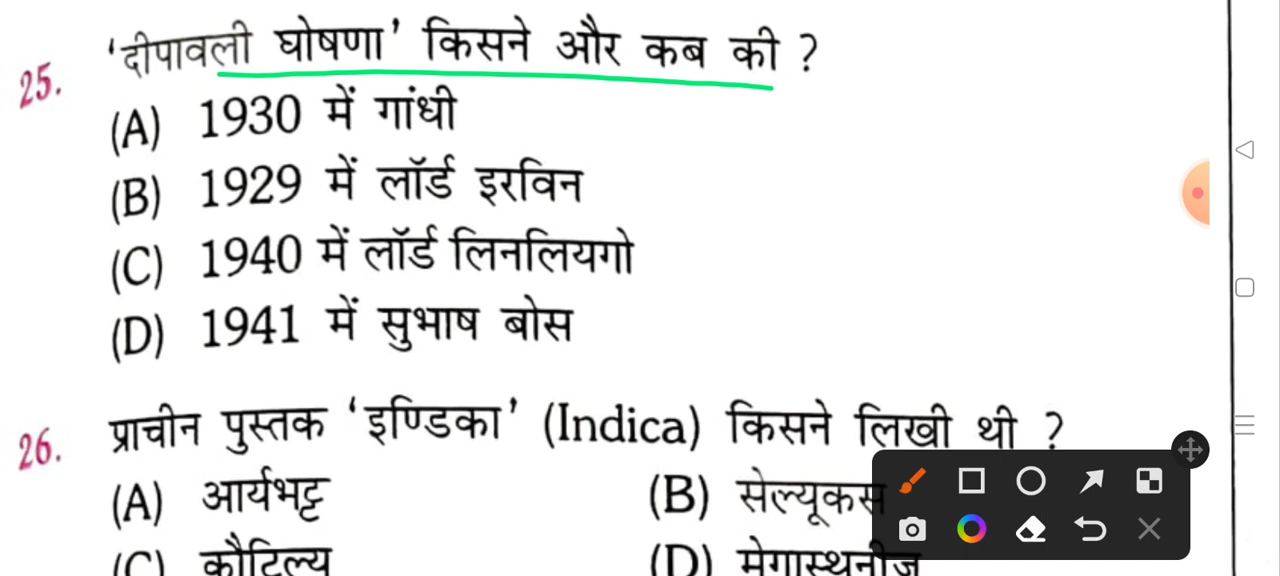 25. 'दीपावली घोषणा' किसने और कब की ?
(A) 1930 में गांधी
(B) 1929 में लॉर्ड इरविन
(C) 1940 में लॉर्ड लिनलियगो
(D) 1941 में सुभाष बोस
26. प्राचीन पुस्तक 'इण्डिका' (Indica) किसने लिखी थी ?
(A) आर्यभट्ट (B) सेल्यूकस
(C) कौटिल्य (D) मेगास्थनीज